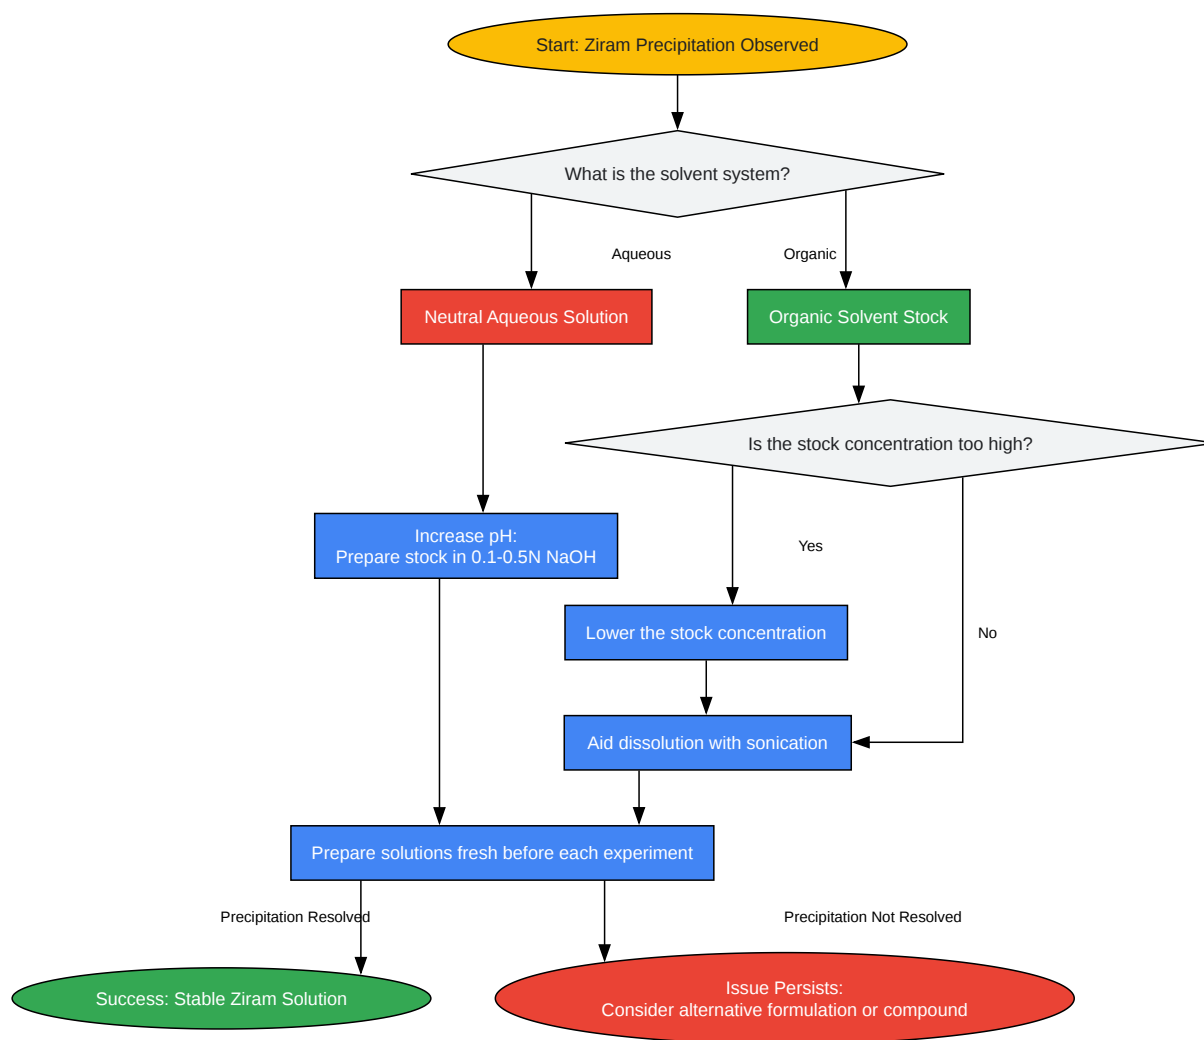 Start: Ziram Precipitation Observed
What is the solvent system?
Aqueous
Organic
Neutral Aqueous Solution
Organic Solvent Stock
Is the stock concentration too high?
Increase pH:
Prepare stock in 0.1-0.5N NaOH
Yes
Lower the stock concentration
No
Aid dissolution with sonication
Prepare solutions fresh before each experiment
Precipitation Resolved
Precipitation Not Resolved
Success: Stable Ziram Solution
Issue Persists:
Consider alternative formulation or compound